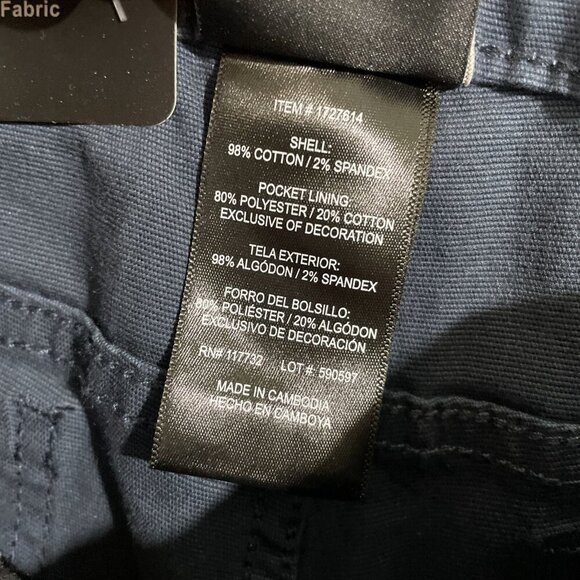 Fabric
ITEM # 1727614
SHELL:
98% COTTON / 2% SPANDEX
POCKET LINING:
80% POLYESTER / 20% COTTON
EXCLUSIVE OF DECORATION
TELA EXTERIOR:
98% ALGODÓN / 2% SPANDEX
FORRO DEL BOLSILLO:
80% POLIÉSTER / 20% ALGODÓN
EXCLUSIVO DE DECORACIÓN
RN# 117732 LOT #: 590597
MADE IN CAMBODIA
HECHO EN CAMBOYA